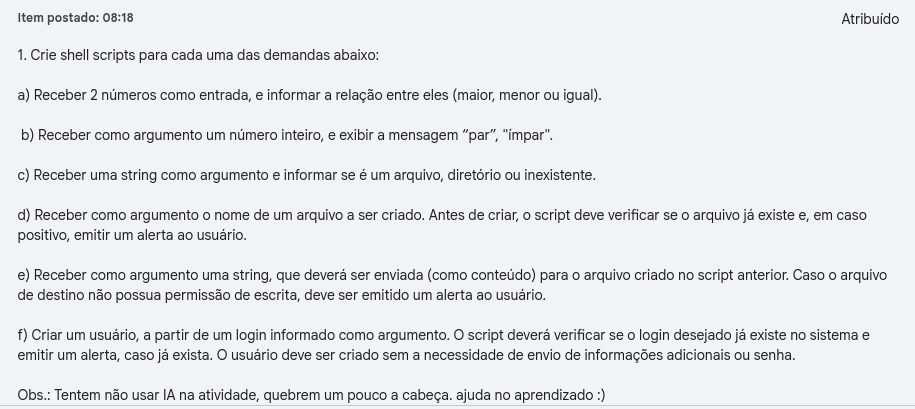 Item postado: 08:18
Atribuído
1. Crie shell scripts para cada uma das demandas abaixo:
a) Receber 2 números como entrada, e informar a relação entre eles (maior, menor ou igual).
b) Receber como argumento um número inteiro, e exibir a mensagem “par”, "ímpar".
c) Receber uma string como argumento e informar se é um arquivo, diretório ou inexistente.
d) Receber como argumento o nome de um arquivo a ser criado. Antes de criar, o script deve verificar se o arquivo já existe e, em caso
positivo, emitir um alerta ao usuário.
e) Receber como argumento uma string, que deverá ser enviada (como conteúdo) para o arquivo criado no script anterior. Caso o arquivo
de destino não possua permissão de escrita, deve ser emitido um alerta ao usuário.
f) Criar um usuário, a partir de um login informado como argumento. O script deverá verificar se o login desejado já existe no sistema e
emitir um alerta, caso já exista. O usuário deve ser criado sem a necessidade de envio de informações adicionais ou senha.
Obs.: Tentem não usar IA na atividade, quebrem um pouco a cabeça. ajuda no aprendizado :)